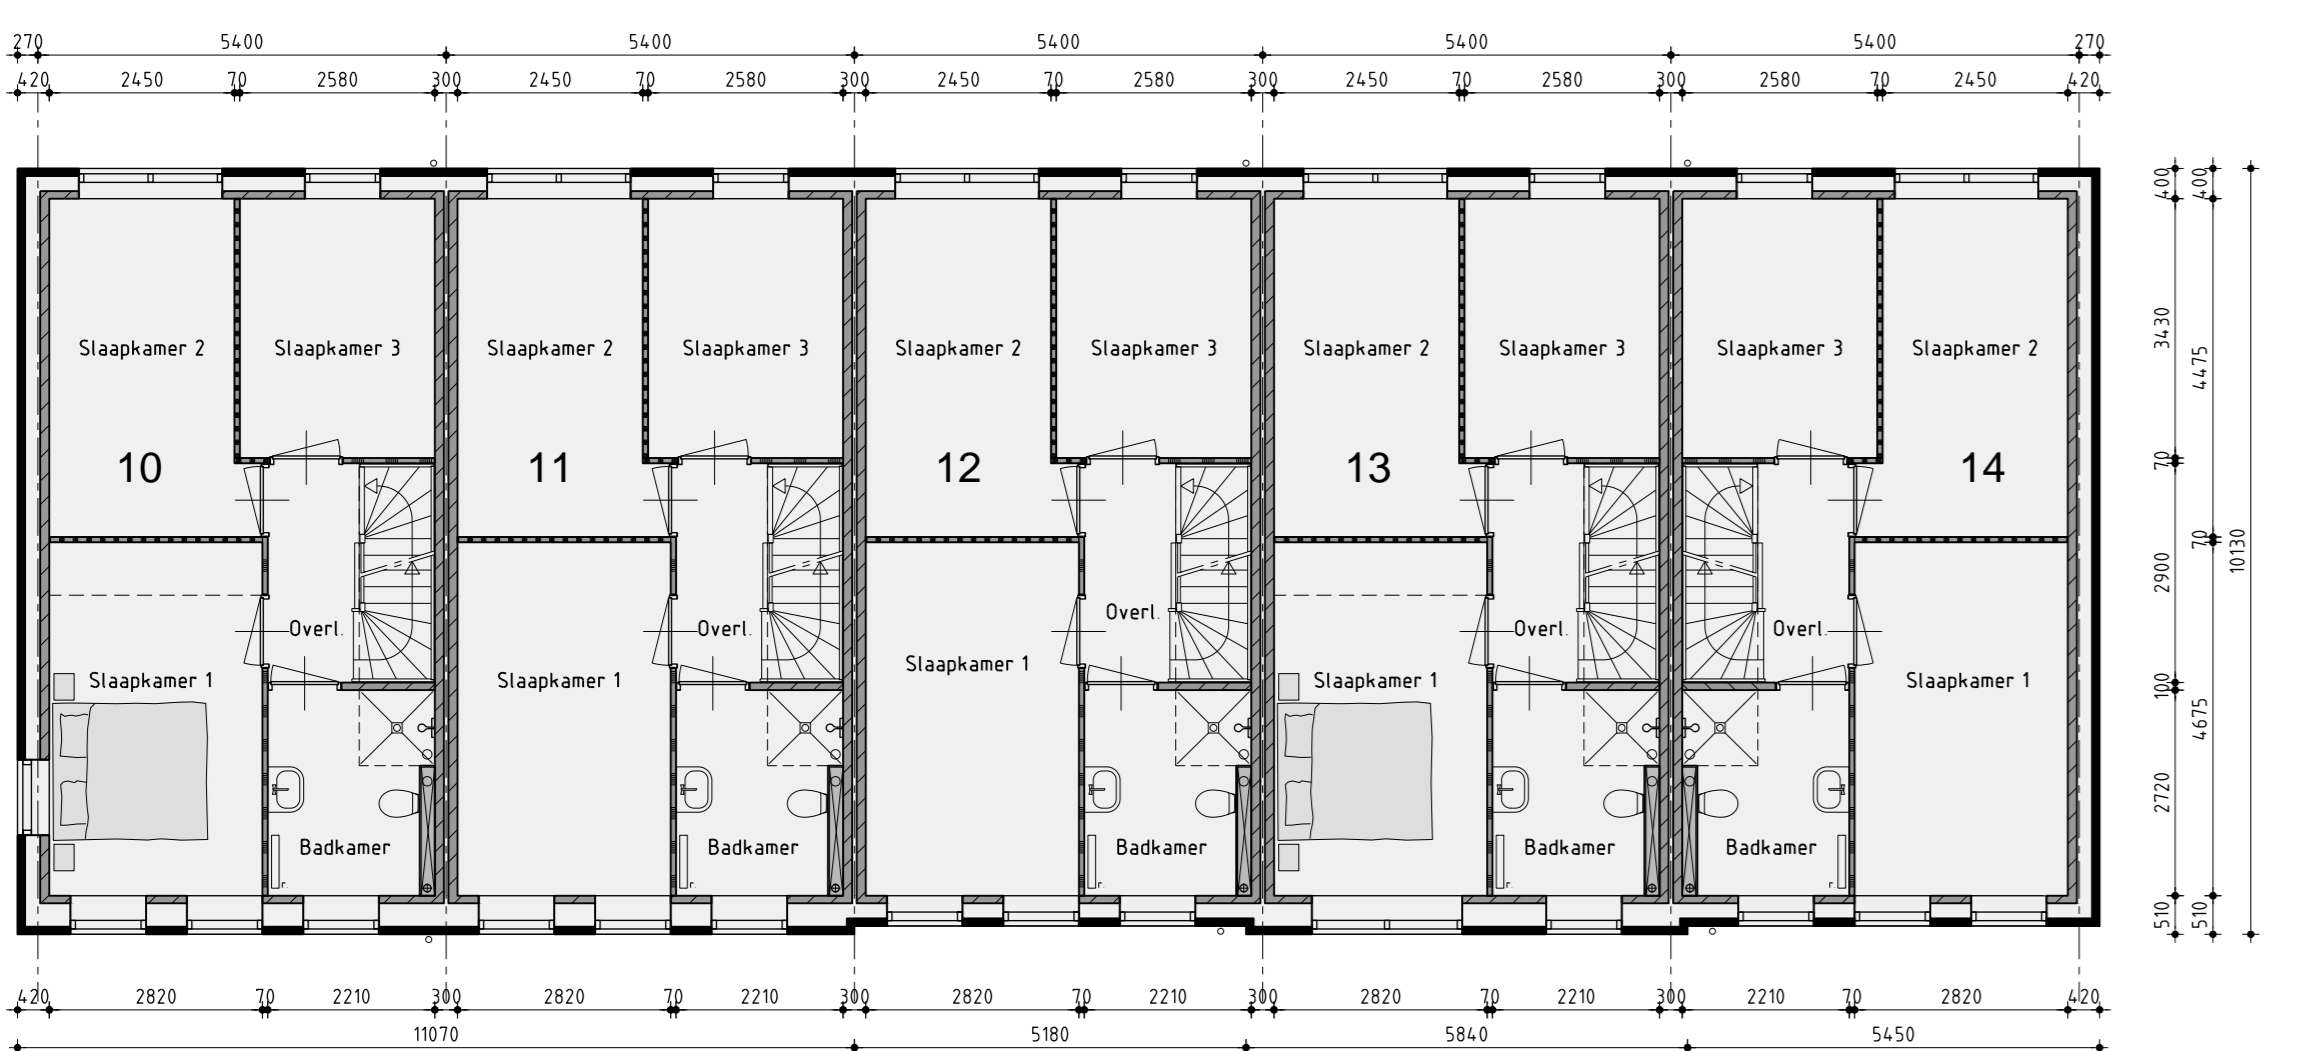 270 5400 5400 5400 5400 5400 270
420 2450 70 2580 300 2450 70 2580 300 2450 70 2580 300 2450 70 2580 300 2580 70 2450 420
400 400
3430
4475
Slaapkamer 2 Slaapkamer 3 Slaapkamer 2 Slaapkamer 3 Slaapkamer 2 Slaapkamer 3 Slaapkamer 2 Slaapkamer 3 Slaapkamer 3 Slaapkamer 2
10 11 12 13 14
70
70
2900
10130
Overl. Overl. Overl. Overl. Overl.
Slaapkamer 1 Slaapkamer 1 Slaapkamer 1 Slaapkamer 1 Slaapkamer 1
100
4675
2720
Badkamer Badkamer Badkamer Badkamer Badkamer
r. r. r. r. r.
510 510
420 2820 70 2210 300 2820 70 2210 300 2820 70 2210 300 2820 70 2210 300 2210 70 2820 420
11070 5180 5840 5450